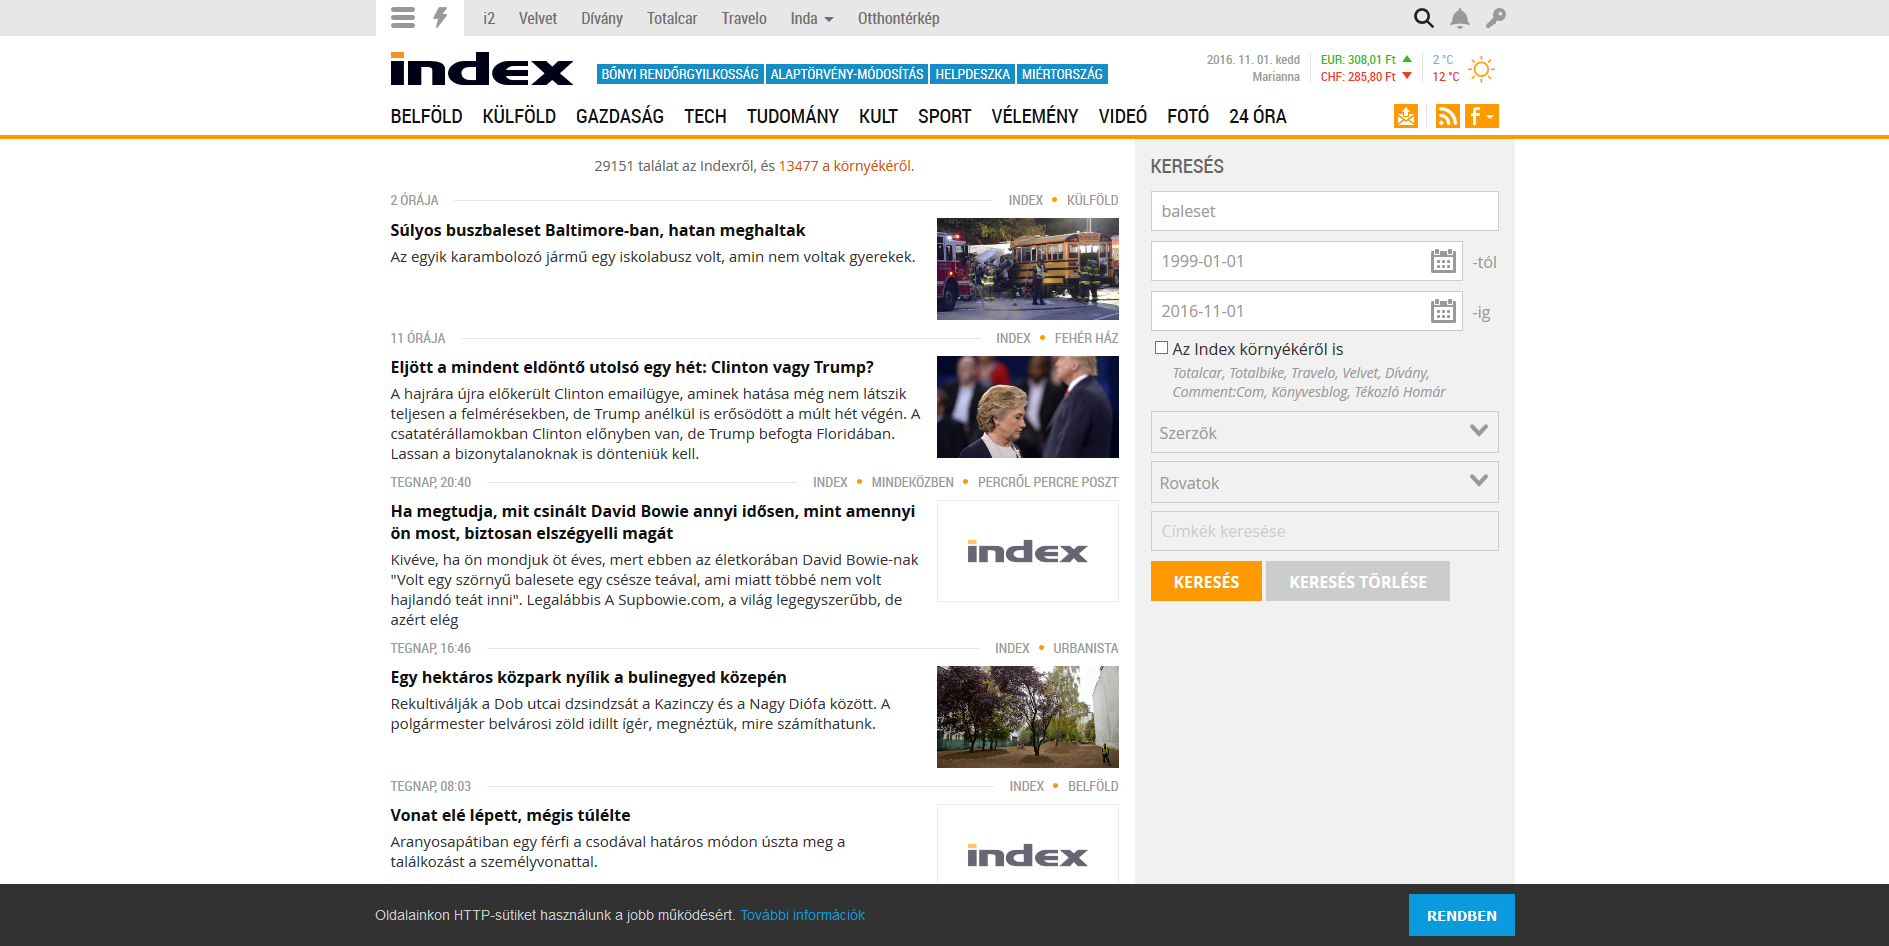 i2 Velvet Dívány Totalcar Travelo Inda Otthontérkép
index
BŐNYI RENDŐRGYILKOSSÁG ALAPTÖRVÉNY-MÓDOSÍTÁS HELPDESZKA MIÉRTORSZÁG
2016. 11. 01. kedd
Marianna
EUR: 308,01 Ft
CHF: 285,80 Ft
2 °C
12 °C
BELFÖLD KÜLFÖLD GAZDASÁG TECH TUDOMÁNY KULT SPORT VÉLEMÉNY VIDEÓ FOTÓ 24 ÓRA
29151 találat az Indexről, és 13477 a környékéről.
2 ÓRÁJA INDEX • KÜLFÖLD
Súlyos buszbaleset Baltimore-ban, hatan meghaltak
Az egyik karambolozó jármű egy iskolabusz volt, amin nem voltak gyerekek.
11 ÓRÁJA INDEX • FEHÉR HÁZ
Eljött a mindent eldöntő utolsó egy hét: Clinton vagy Trump?
A hajrára újra előkerült Clinton emailügye, aminek hatása még nem látszik
teljesen a felmérésekben, de Trump anélkül is erősödött a múlt hét végén. A
csatatérállamokban Clinton előnyben van, de Trump befogta Floridában.
Lassan a bizonytalanoknak is dönteniük kell.
TEGNAP, 20:40 INDEX • MINDEKÖZBEN • PERCRŐL PERCRE POSZT
Ha megtudja, mit csinált David Bowie annyi idősen, mint amennyi
ön most, biztosan elszégyelli magát
index
Kivéve, ha ön mondjuk öt éves, mert ebben az életkorában David Bowie-nak
"Volt egy szörnyű balesete egy csésze teával, ami miatt többé nem volt
hajlandó teát inni". Legalábbis A Supbowie.com, a világ legegyszerűbb, de
azért elég
TEGNAP, 16:46 INDEX • URBANISTA
Egy hektáros közpark nyílik a bulinegyed közepén
Rekultiválják a Dob utcai dzsindzsát a Kazinczy és a Nagy Diófa között. A
polgármester belvárosi zöld idillt ígér, megnéztük, mire számíthatunk.
TEGNAP, 08:03 INDEX • BELFÖLD
Vonat elé lépett, mégis túlélte
Aranyosapátiban egy férfi a csodával határos módon úszta meg a
találkozást a személyvonattal.
index
KERESÉS
baleset
1999-01-01 -tól
2016-11-01 -ig
Az Index környékéről is
Totalcar, Totalbike, Travelo, Velvet, Dívány,
Comment:Com, Könyvesblog, Tékozló Homár
Szerzők
Rovatok
Címkék keresése
KERESÉS KERESÉS TÖRLÉSE
Oldalainkon HTTP-sütiket használunk a jobb működésért. További információk
RENDBEN